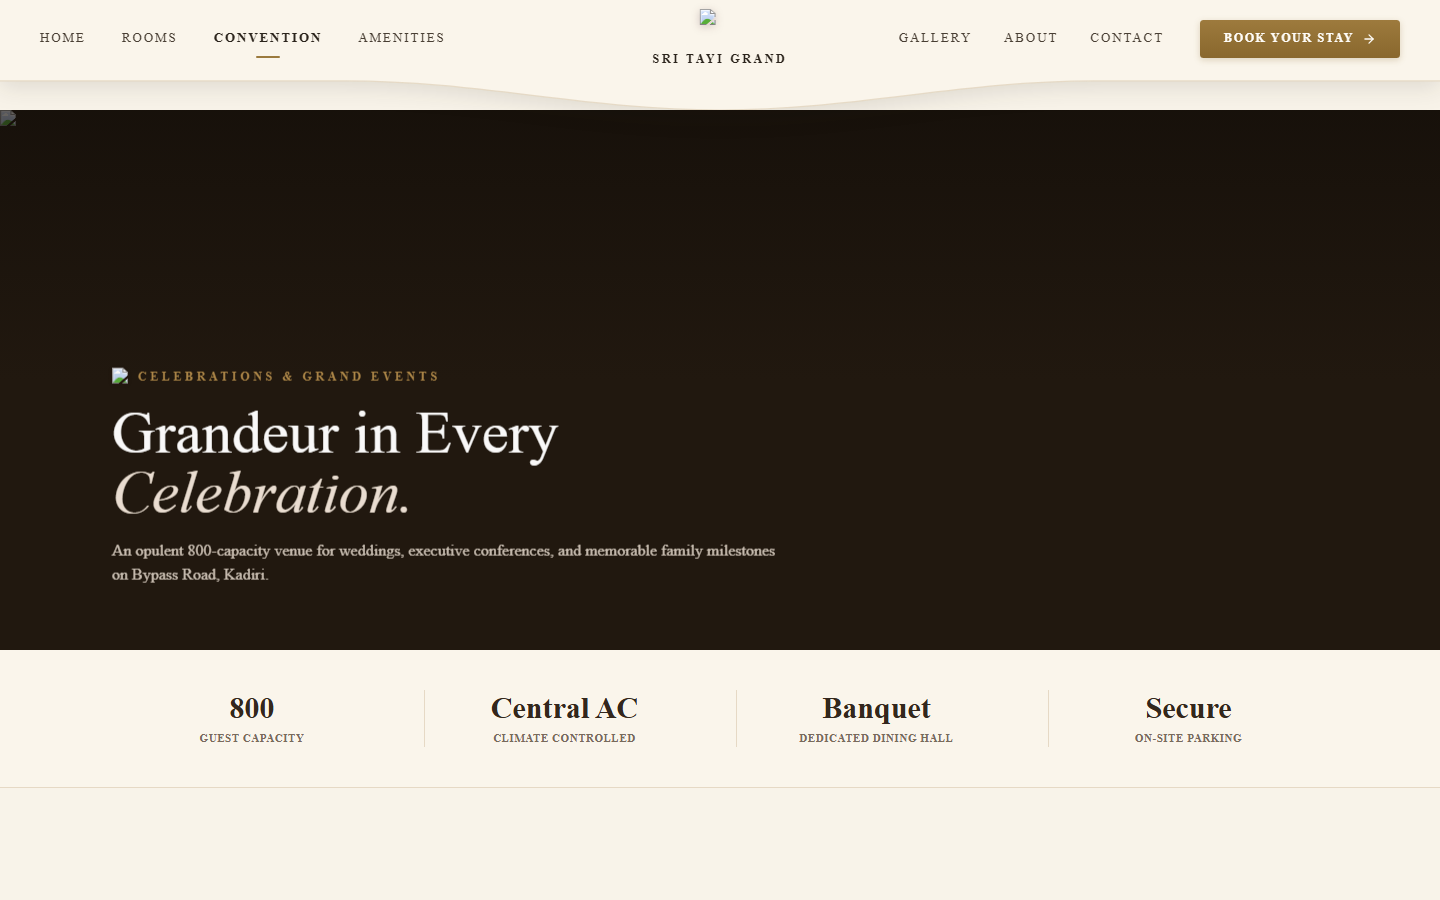 HOME
ROOMS
CONVENTION
AMENITIES
SRI TAYI GRAND
GALLERY
ABOUT
CONTACT
BOOK YOUR STAY
CELEBRATIONS & GRAND EVENTS
Grandeur in Every
Celebration.
An opulent 800-capacity venue for weddings, executive conferences, and memorable family milestones
on Bypass Road, Kadiri.
800
GUEST CAPACITY
Central AC
CLIMATE CONTROLLED
Banquet
DEDICATED DINING HALL
Secure
ON-SITE PARKING